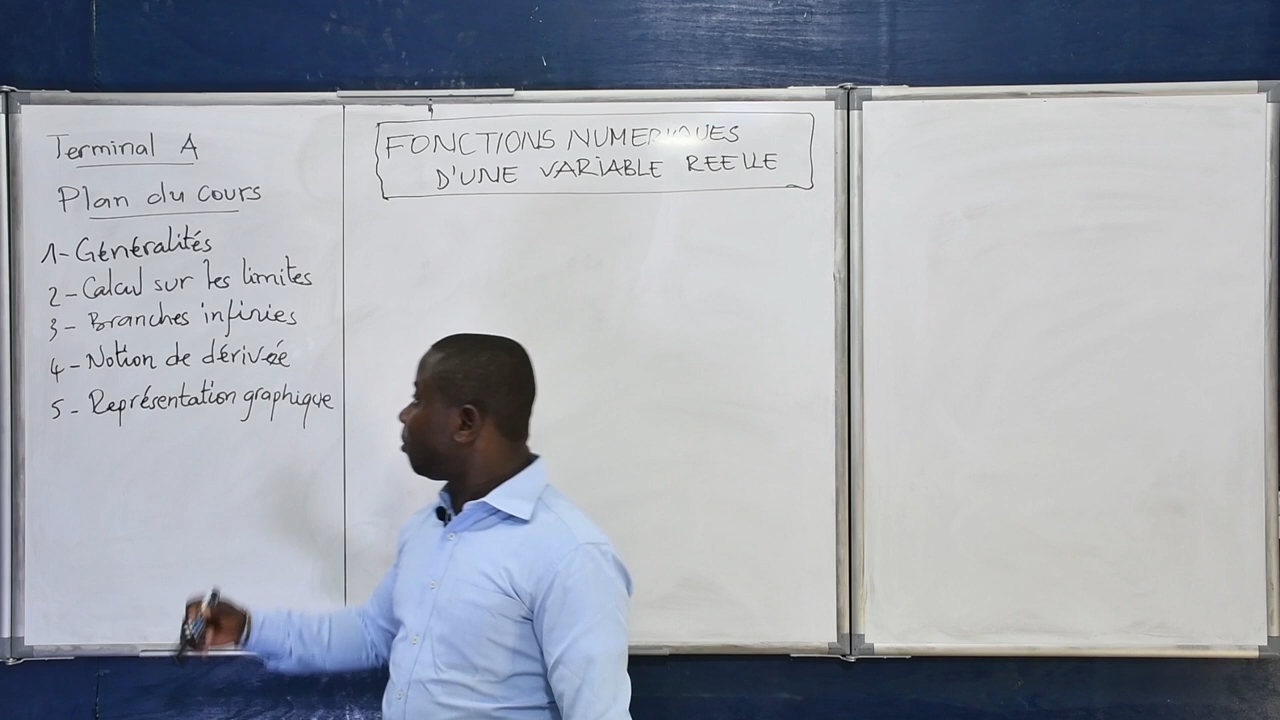 Terminal A
Plan du cours
1- Généralités
2- Calcul sur les limites
3- Branches infinies
4- Notion de dérivée
5- Représentation graphique
FONCTIONS NUMERIQUES
D'UNE VARIABLE REELLE